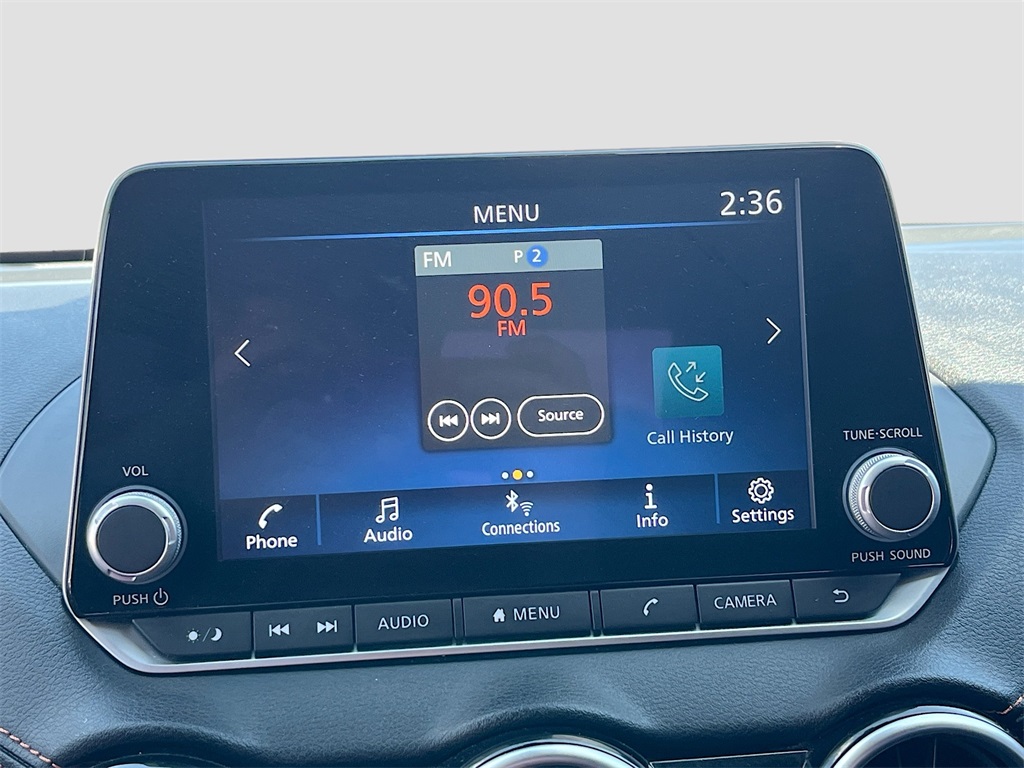 MENU 2:36
FM P 2
90.5
FM
Source
Call History
VOL
PUSH
TUNE·SCROLL
PUSH SOUND
Phone Audio Connections Info Settings
AUDIO MENU CAMERA